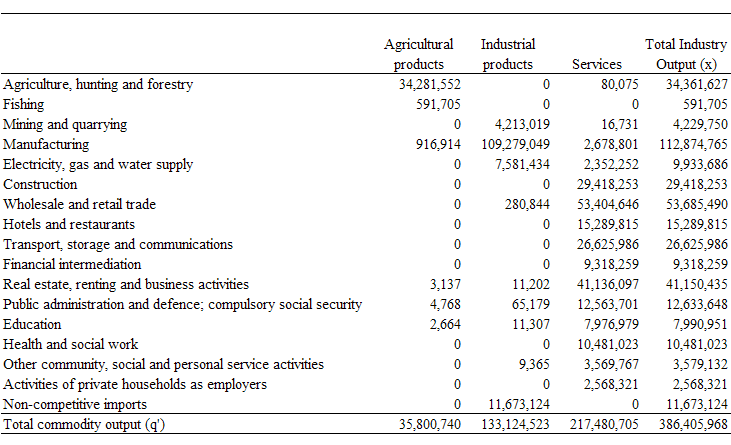 Agricultural Industrial Total Industry
products products Services Output (x)
Agriculture, hunting and forestry 34,281,552 0 80,075 34,361,627
Fishing 591,705 0 0 591,705
Mining and quarrying 0 4,213,019 16,731 4,229,750
Manufacturing 916,914 109,279,049 2,678,801 112,874,765
Electricity, gas and water supply 0 7,581,434 2,352,252 9,933,686
Construction 0 0 29,418,253 29,418,253
Wholesale and retail trade 0 280,844 53,404,646 53,685,490
Hotels and restaurants 0 0 15,289,815 15,289,815
Transport, storage and communications 0 0 26,625,986 26,625,986
Financial intermediation 0 0 9,318,259 9,318,259
Real estate, renting and business activities 3,137 11,202 41,136,097 41,150,435
Public administration and defence; compulsory social security 4,768 65,179 12,563,701 12,633,648
Education 2,664 11,307 7,976,979 7,990,951
Health and social work 0 0 10,481,023 10,481,023
Other community, social and personal service activities 0 9,365 3,569,767 3,579,132
Activities of private households as employers 0 0 2,568,321 2,568,321
Non-competitive imports 0 11,673,124 0 11,673,124
Total commodity output (q') 35,800,740 133,124,523 217,480,705 386,405,968